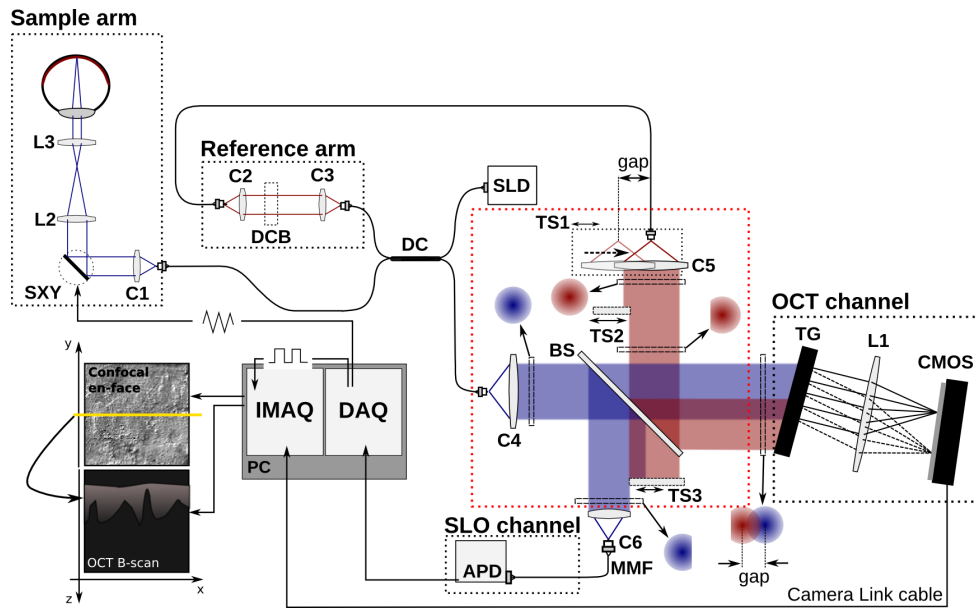 Sample arm
L3
L2
SXY
C1
Reference arm
C2
C3
DCB
DC
SLD
gap
TS1
C5
TS2
BS
C4
TS3
C6
MMF
OCT channel
TG
L1
CMOS
SLO channel
APD
gap
Camera Link cable
IMAQ
DAQ
PC
y
Confocal
en-face
OCT B-scan
x
z